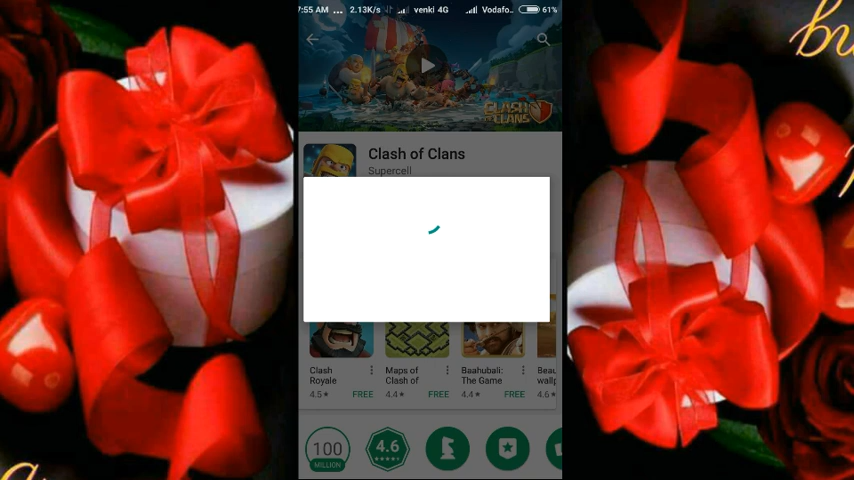 7:55 AM ... 2.13K/s venki 4G Vodafo.. 61%
CLASH OF CLANS
Clash of Clans
Supercell
Clash Royale
4.5★ FREE
Maps of Clash of
4.4★ FREE
Baahubali: The Game
4.4★ FREE
Beau wallp
4.6★
100 MILLION
4.6
bu